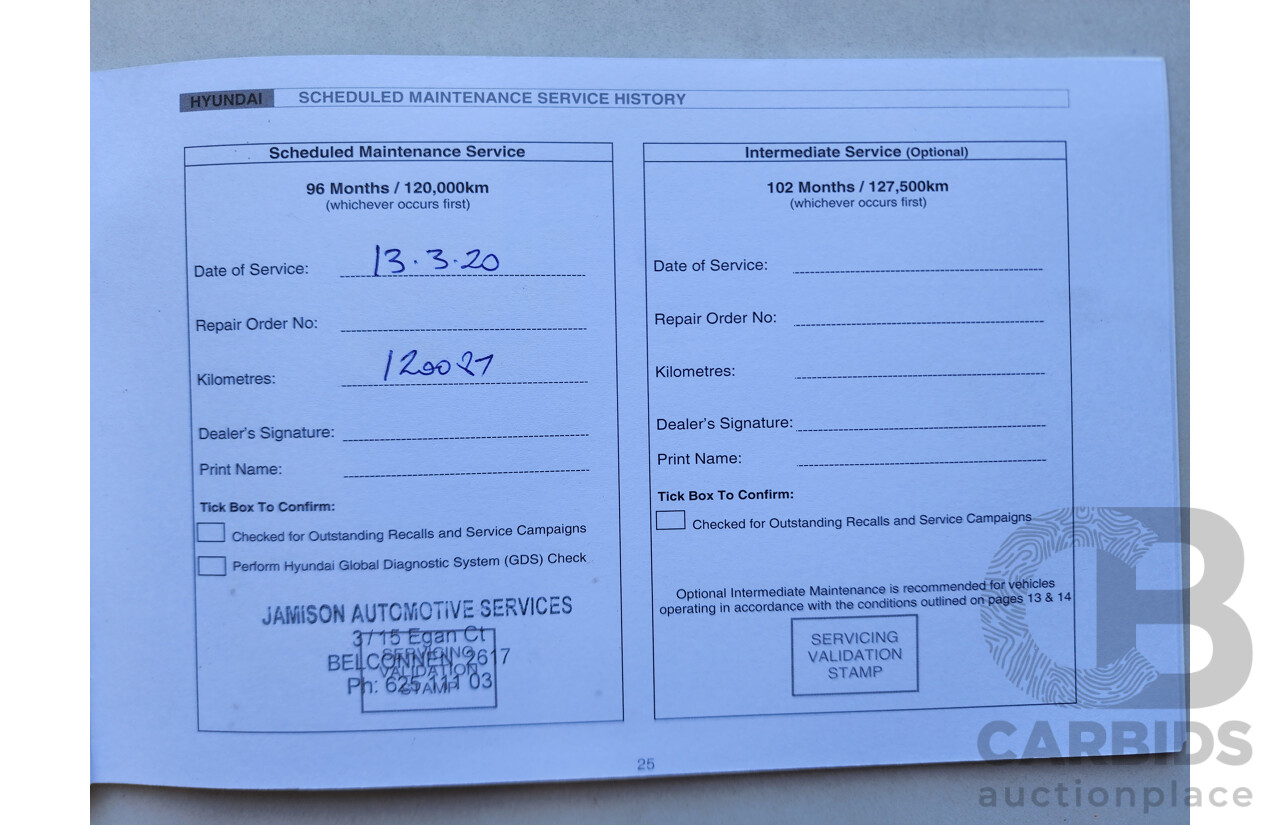 HYUNDAI SCHEDULED MAINTENANCE SERVICE HISTORY
Scheduled Maintenance Service
96 Months / 120,000km
(whichever occurs first)
Date of Service: 13.3.20
Repair Order No:
Kilometres:
Dealer's Signature:
Print Name:
Tick Box To Confirm:
Checked for Outstanding Recalls and Service Campaigns
Perform Hyundai Global Diagnostic System (GDS) Check
JAMISON AUTOMOTIVE SERVICES
3/15 Egan Ct
BELCONNEN 2617
Ph: 625 111 03
SERVICING
VALIDATION
STAMP
Intermediate Service (Optional)
102 Months / 127,500km
(whichever occurs first)
Date of Service:
Repair Order No:
Kilometres:
Dealer's Signature:
Print Name:
Tick Box To Confirm:
Checked for Outstanding Recalls and Service Campaigns
Optional Intermediate Maintenance is recommended for vehicles
operating in accordance with the conditions outlined on pages 13 & 14
SERVICING
VALIDATION
STAMP
25
CB
CARBIDS
auctionplace